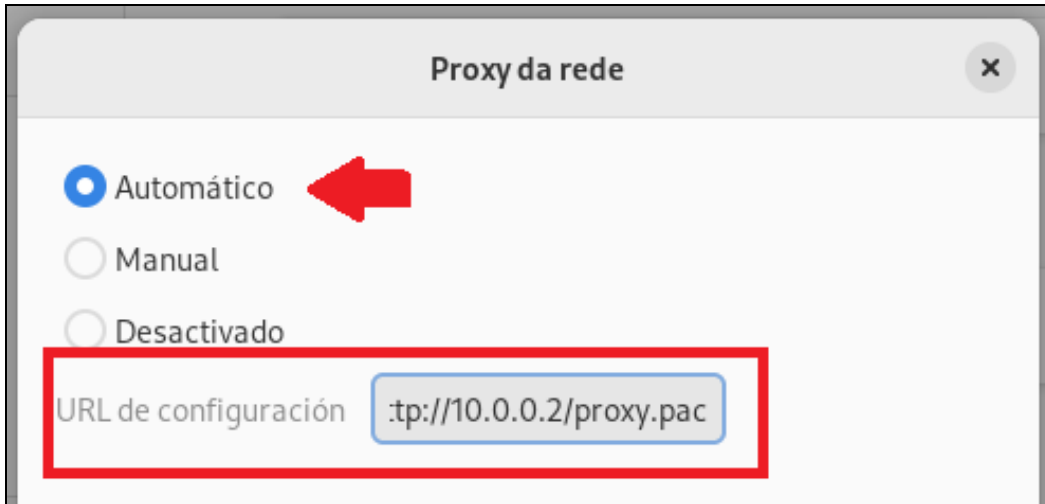 Proxy da rede
Automático
Manual
Desactivado
URL de configuración :tp://10.0.0.2/proxy.pac